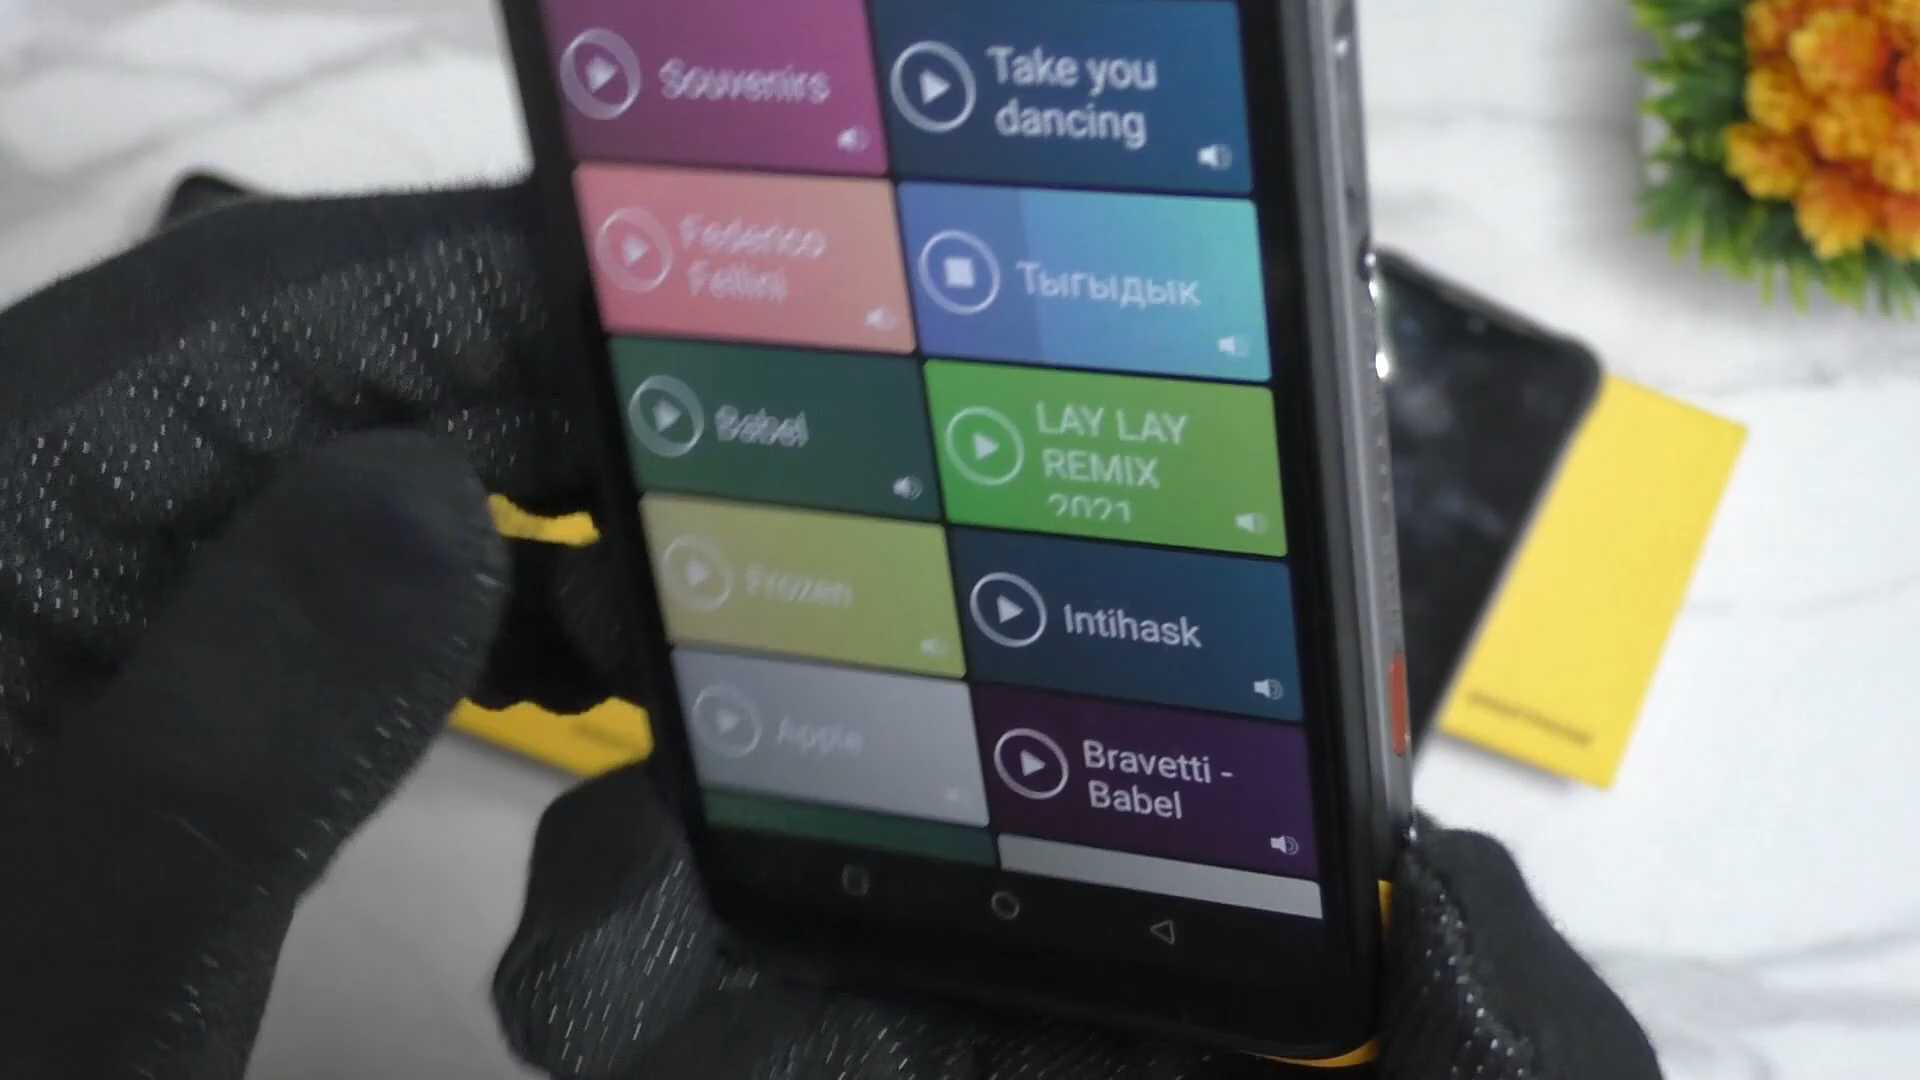 Souvenirs
Take you
dancing
Federico
Fellini
Тыгыдык
Babel
LAY LAY
REMIX
2021
Frozen
Intihask
Apple
Bravetti -
Babel